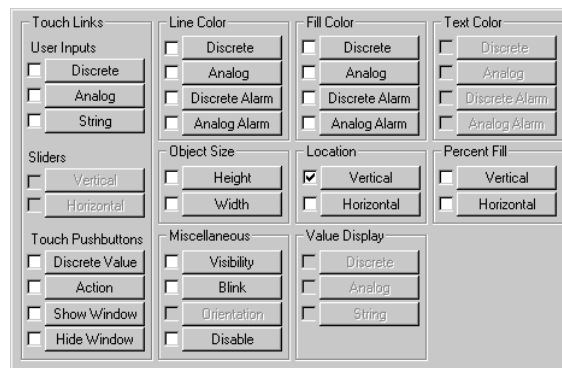 Touch Links
User Inputs
Discrete
Analog
String
Sliders
Vertical
Horizontal
Touch Pushbuttons
Discrete Value
Action
Show Window
Hide Window
Line Color
Discrete
Analog
Discrete Alarm
Analog Alarm
Object Size
Height
Width
Miscellaneous
Visibility
Blink
Orientation
Disable
Fill Color
Discrete
Analog
Discrete Alarm
Analog Alarm
Location
Vertical
Horizontal
Value Display
Discrete
Analog
String
Text Color
Discrete
Analog
Discrete Alarm
Analog Alarm
Percent Fill
Vertical
Horizontal